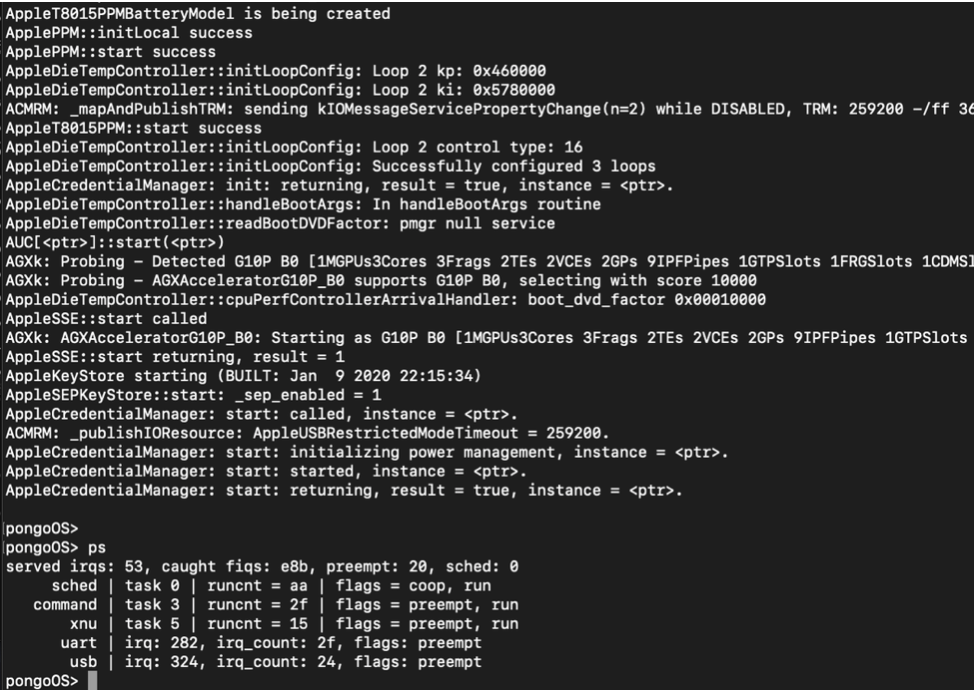 AppleT8015PPMBatteryModel is being created
ApplePPM::initLocal success
ApplePPM::start success
AppleDieTempController::initLoopConfig: Loop 2 kp: 0x460000
AppleDieTempController::initLoopConfig: Loop 2 ki: 0x5780000
ACMRM: _mapAndPublishTRM: sending kIOMessageServicePropertyChange(n=2) while DISABLED, TRM: 259200 -/ff 36
AppleT8015PPM::start success
AppleDieTempController::initLoopConfig: Loop 2 control type: 16
AppleDieTempController::initLoopConfig: Successfully configured 3 loops
AppleCredentialManager: init: returning, result = true, instance = <ptr>.
AppleDieTempController::handleBootArgs: In handleBootArgs routine
AppleDieTempController::readBootDVDFactor: pmgr null service
AUC[<ptr>]::start(<ptr>)
AGXk: Probing - Detected G10P B0 [1MGPUs3Cores 3Frags 2TEs 2VCEs 2GPs 9IPFPipes 1GTPSlots 1FRGSlots 1CDMSl
AGXk: Probing - AGXAcceleratorG10P_B0 supports G10P B0, selecting with score 10000
AppleDieTempController::cpuPerfControllerArrivalHandler: boot_dvd_factor 0x00010000
AppleSSE::start called
AGXk: AGXAcceleratorG10P_B0: Starting as G10P B0 [1MGPUs3Cores 3Frags 2TEs 2VCEs 2GPs 9IPFPipes 1GTPSlots
AppleSSE::start returning, result = 1
AppleKeyStore starting (BUILT: Jan  9 2020 22:15:34)
AppleSEPKeyStore::start: _sep_enabled = 1
AppleCredentialManager: start: called, instance = <ptr>.
ACMRM: _publishIOResource: AppleUSBRestrictedModeTimeout = 259200.
AppleCredentialManager: start: initializing power management, instance = <ptr>.
AppleCredentialManager: start: started, instance = <ptr>.
AppleCredentialManager: start: returning, result = true, instance = <ptr>.
pongoOS>
pongoOS> ps
served irqs: 53, caught fiqs: e8b, preempt: 20, sched: 0
sched | task 0 | runcnt = aa | flags = coop, run
command | task 3 | runcnt = 2f | flags = preempt, run
xnu | task 5 | runcnt = 15 | flags = preempt, run
uart | irq: 282, irq_count: 2f, flags: preempt
usb | irq: 324, irq_count: 24, flags: preempt
pongoOS>